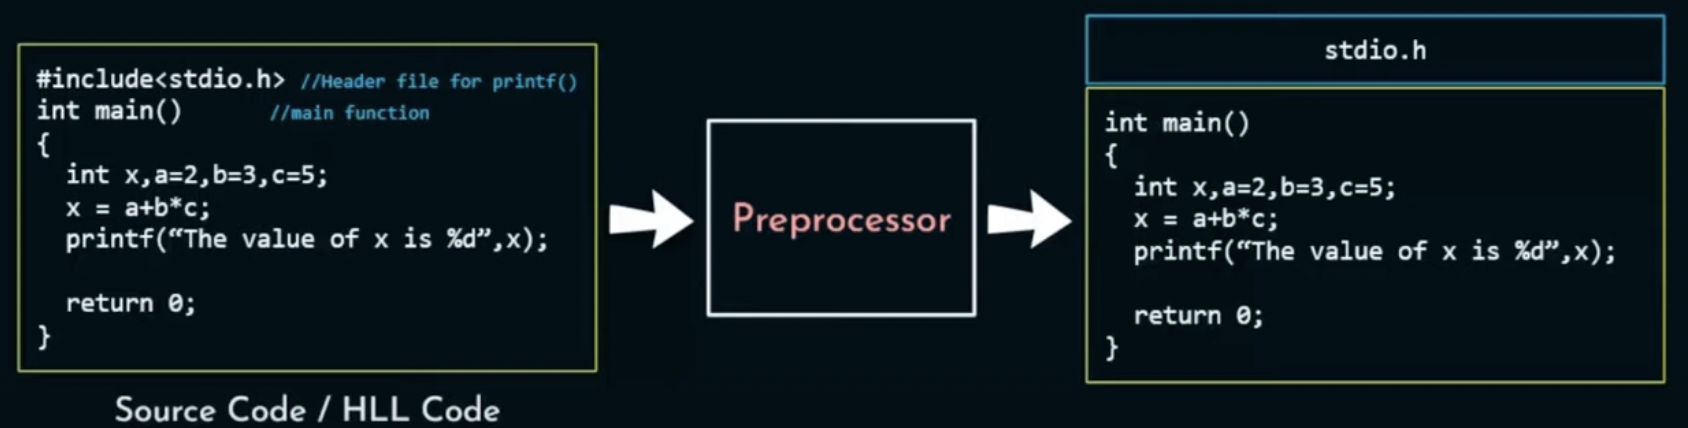 #include<stdio.h> //Header file for printf()
int main() //main function
{
int x,a=2,b=3,c=5;
x = a+b*c;
printf(“The value of x is %d”,x);
return 0;
}
Source Code / HLL Code
Preprocessor
stdio.h
int main()
{
int x,a=2,b=3,c=5;
x = a+b*c;
printf(“The value of x is %d”,x);
return 0;
}